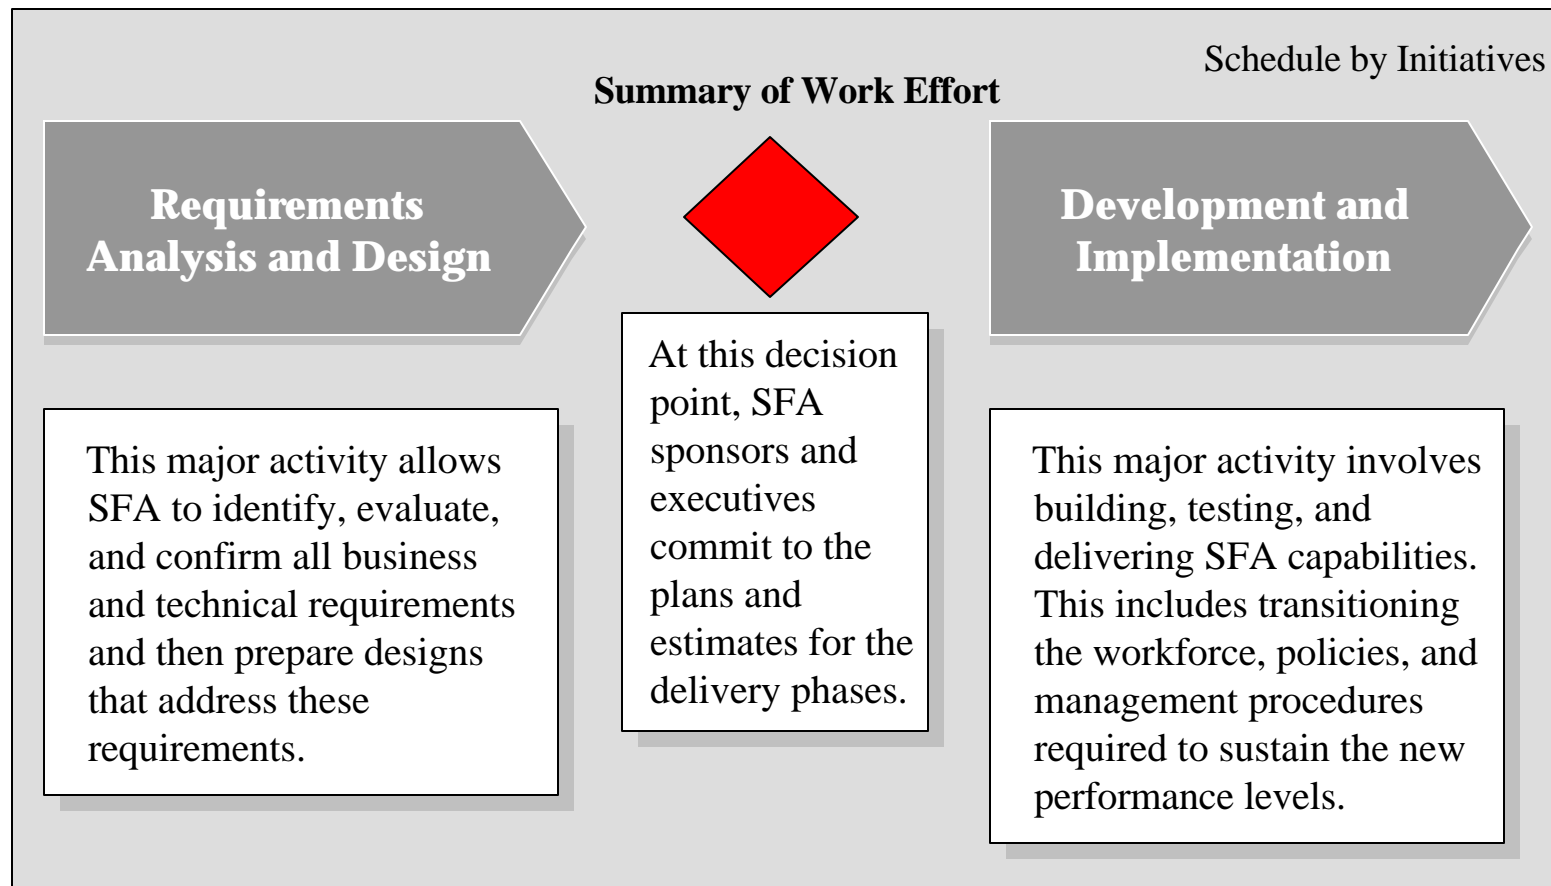 Schedule by Initiatives
Summary of Work Effort
Requirements
Analysis and Design
This major activity allows
SFA to identify, evaluate,
and confirm all business
and technical requirements
and then prepare designs
that address these
requirements.
At this decision
point, SFA
sponsors and
executives
commit to the
plans and
estimates for the
delivery phases.
Development and
Implementation
This major activity involves
building, testing, and
delivering SFA capabilities.
This includes transitioning
the workforce, policies, and
management procedures
required to sustain the new
performance levels.